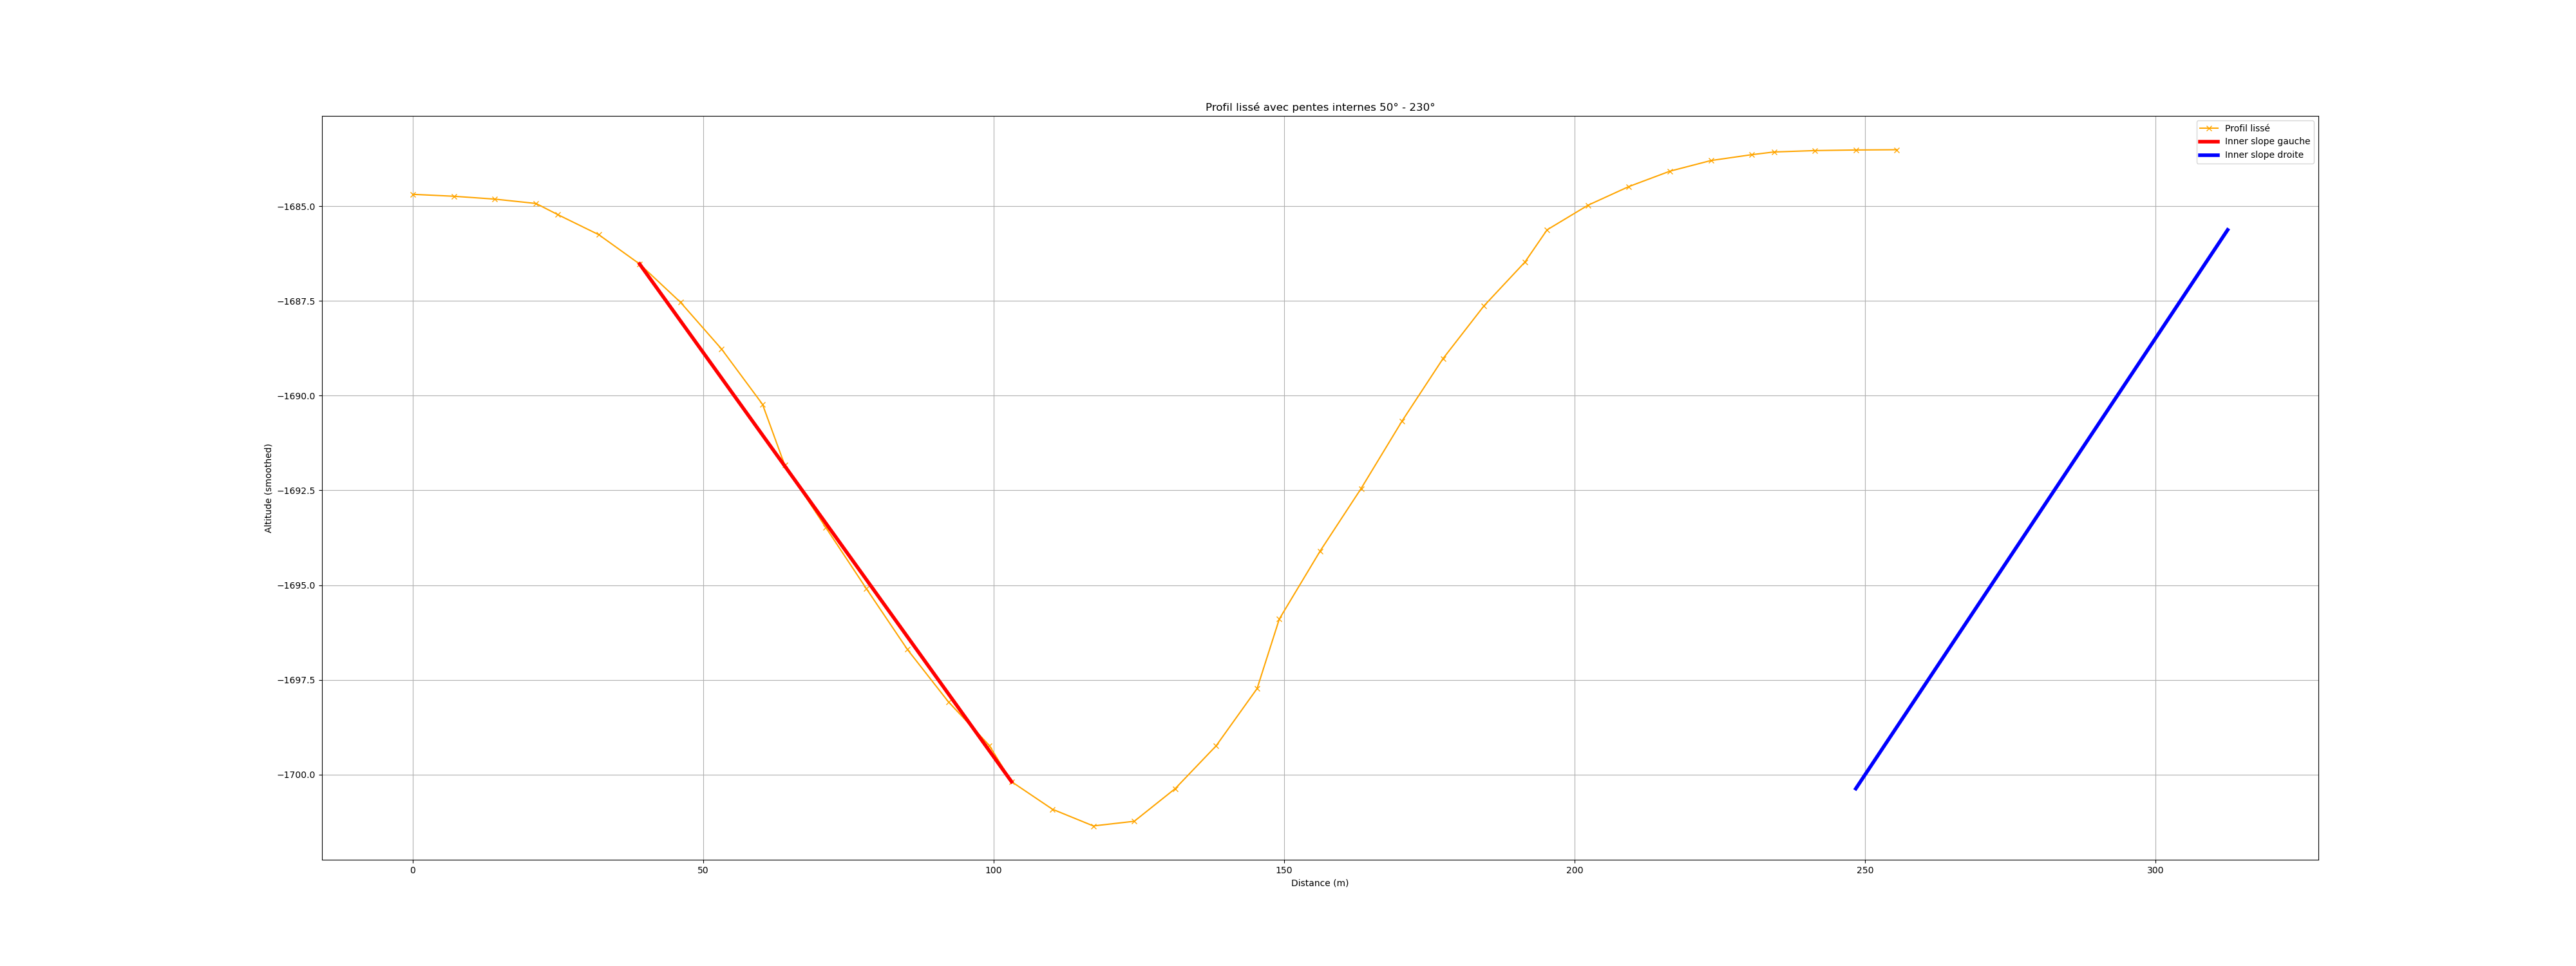 Profil lissé avec pentes internes 50° - 230°
Profil lissé
Inner slope gauche
Inner slope droite
Altitude (smoothed)
−1685.0
−1687.5
−1690.0
−1692.5
−1695.0
−1697.5
−1700.0
0 50 100 150 200 250 300
Distance (m)